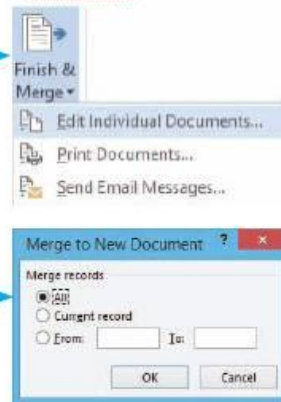 Finish &
Merge
Edit Individual Documents...
Print Documents...
Send Email Messages...
Merge to New Document ? x
Merge records
All
Current record
From: To:
OK Cancel